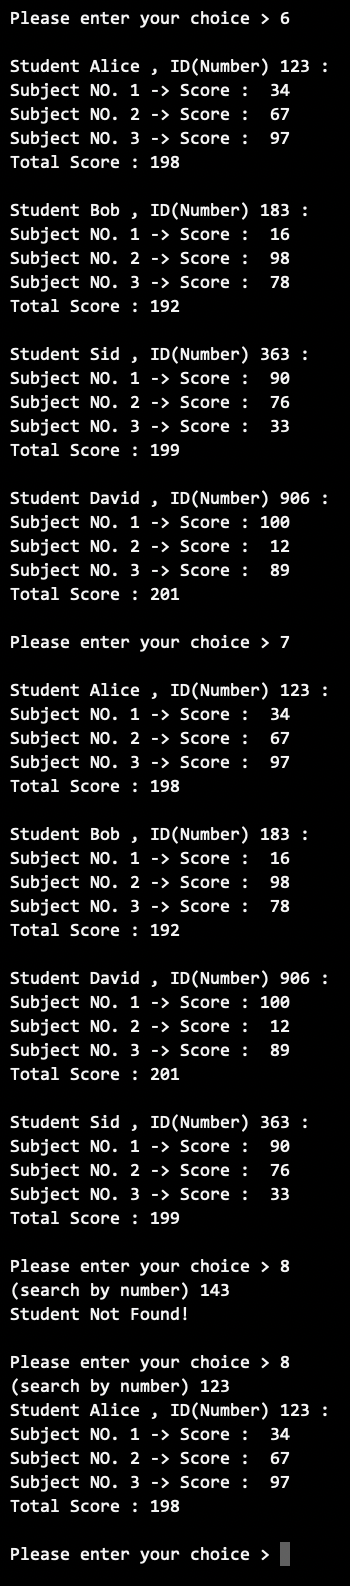 Please enter your choice > 6
Student Alice , ID(Number) 123 :
Subject NO. 1 -> Score :  34
Subject NO. 2 -> Score :  67
Subject NO. 3 -> Score :  97
Total Score : 198
Student Bob , ID(Number) 183 :
Subject NO. 1 -> Score :  16
Subject NO. 2 -> Score :  98
Subject NO. 3 -> Score :  78
Total Score : 192
Student Sid , ID(Number) 363 :
Subject NO. 1 -> Score :  90
Subject NO. 2 -> Score :  76
Subject NO. 3 -> Score :  33
Total Score : 199
Student David , ID(Number) 906 :
Subject NO. 1 -> Score : 100
Subject NO. 2 -> Score :  12
Subject NO. 3 -> Score :  89
Total Score : 201
Please enter your choice > 7
Student Alice , ID(Number) 123 :
Subject NO. 1 -> Score :  34
Subject NO. 2 -> Score :  67
Subject NO. 3 -> Score :  97
Total Score : 198
Student Bob , ID(Number) 183 :
Subject NO. 1 -> Score :  16
Subject NO. 2 -> Score :  98
Subject NO. 3 -> Score :  78
Total Score : 192
Student David , ID(Number) 906 :
Subject NO. 1 -> Score : 100
Subject NO. 2 -> Score :  12
Subject NO. 3 -> Score :  89
Total Score : 201
Student Sid , ID(Number) 363 :
Subject NO. 1 -> Score :  90
Subject NO. 2 -> Score :  76
Subject NO. 3 -> Score :  33
Total Score : 199
Please enter your choice > 8
(search by number) 143
Student Not Found!
Please enter your choice > 8
(search by number) 123
Student Alice , ID(Number) 123 :
Subject NO. 1 -> Score :  34
Subject NO. 2 -> Score :  67
Subject NO. 3 -> Score :  97
Total Score : 198
Please enter your choice >